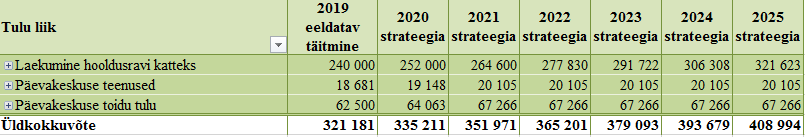 Tulu liik 2019 eeldatav täitmine 2020 strateegia 2021 strateegia 2022 strateegia 2023 strateegia 2024 strateegia 2025 strateegia
Laekumine hooldusravi katteks 240 000 252 000 264 600 277 830 291 722 306 308 321 623
Päevakeskuse teenused 18 681 19 148 20 105 20 105 20 105 20 105 20 105
Päevakeskuse toidu tulu 62 500 64 063 67 266 67 266 67 266 67 266 67 266
Üldkokkuvõte 321 181 335 211 351 971 365 201 379 093 393 679 408 994